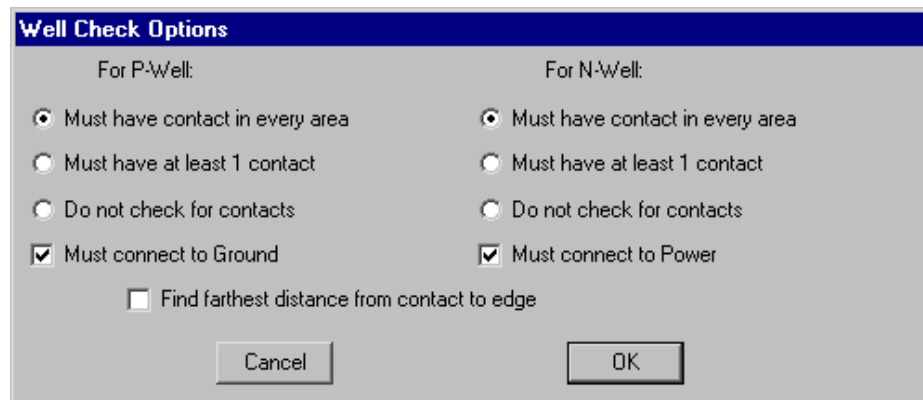 Well Check Options
For P-Well:
For N-Well:
Must have contact in every area
Must have contact in every area
Must have at least 1 contact
Must have at least 1 contact
Do not check for contacts
Do not check for contacts
Must connect to Ground
Must connect to Power
Find farthest distance from contact to edge
Cancel
OK